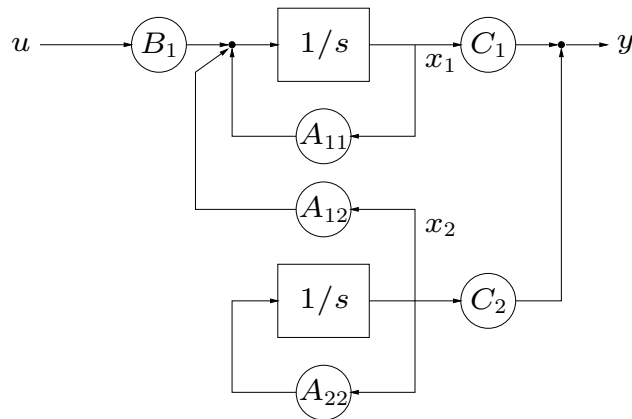 u B₁ 1/s x₁ C₁ y
A₁₁
A₁₂
x₂
1/s C₂
A₂₂